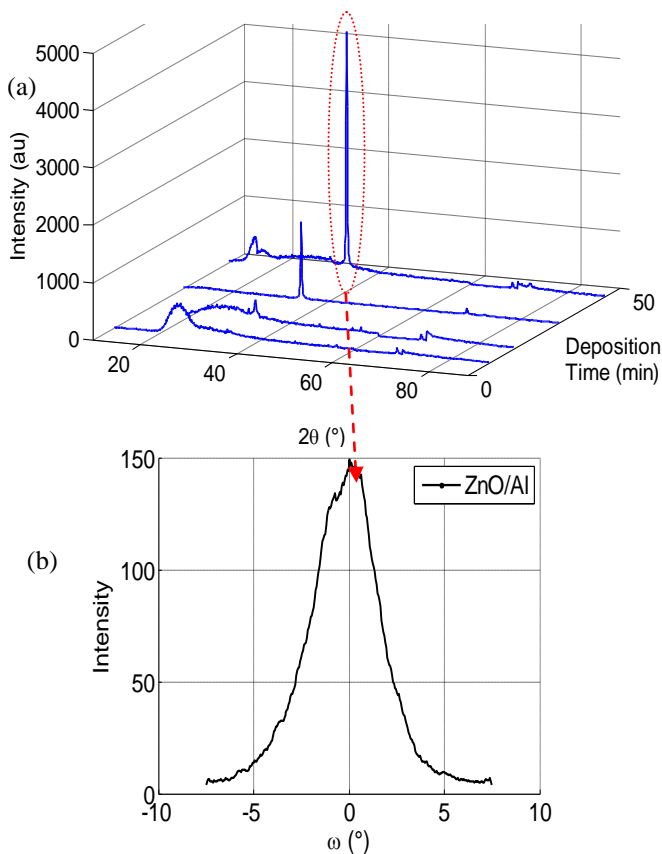 (a)
5000
4000
3000
2000
1000
0
Intensity (au)
20
40
60
80
0
50
Deposition
Time (min)
2θ (°)
(b)
150
100
50
0
Intensity
ZnO/Al
-10
-5
0
5
10
ω (°)